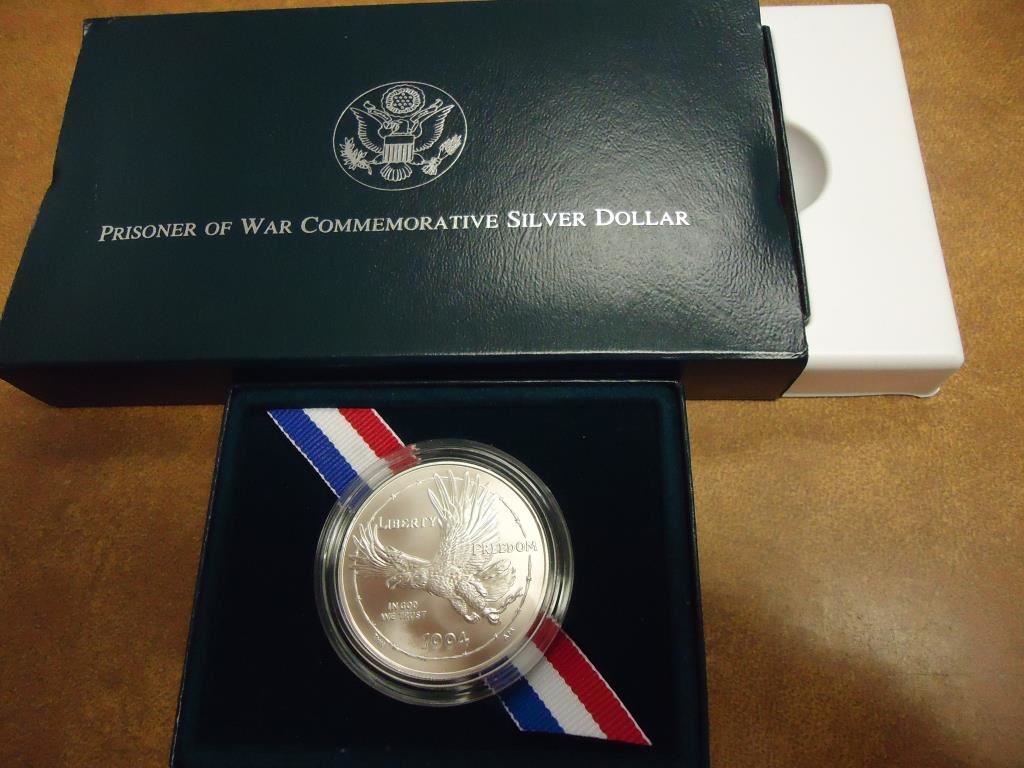 PRISONER OF WAR COMMEMORATIVE SILVER DOLLAR
LIBERTY
FREEDOM
IN GOD
WE TRUST
1994